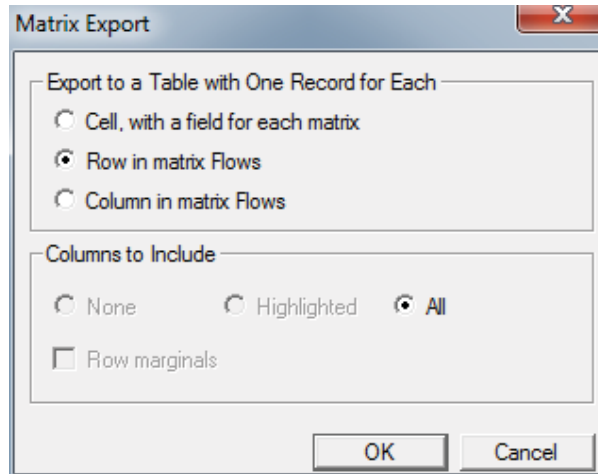 Matrix Export
Export to a Table with One Record for Each
Cell, with a field for each matrix
Row in matrix Flows
Column in matrix Flows
Columns to Include
None Highlighted All
Row marginals
OK Cancel